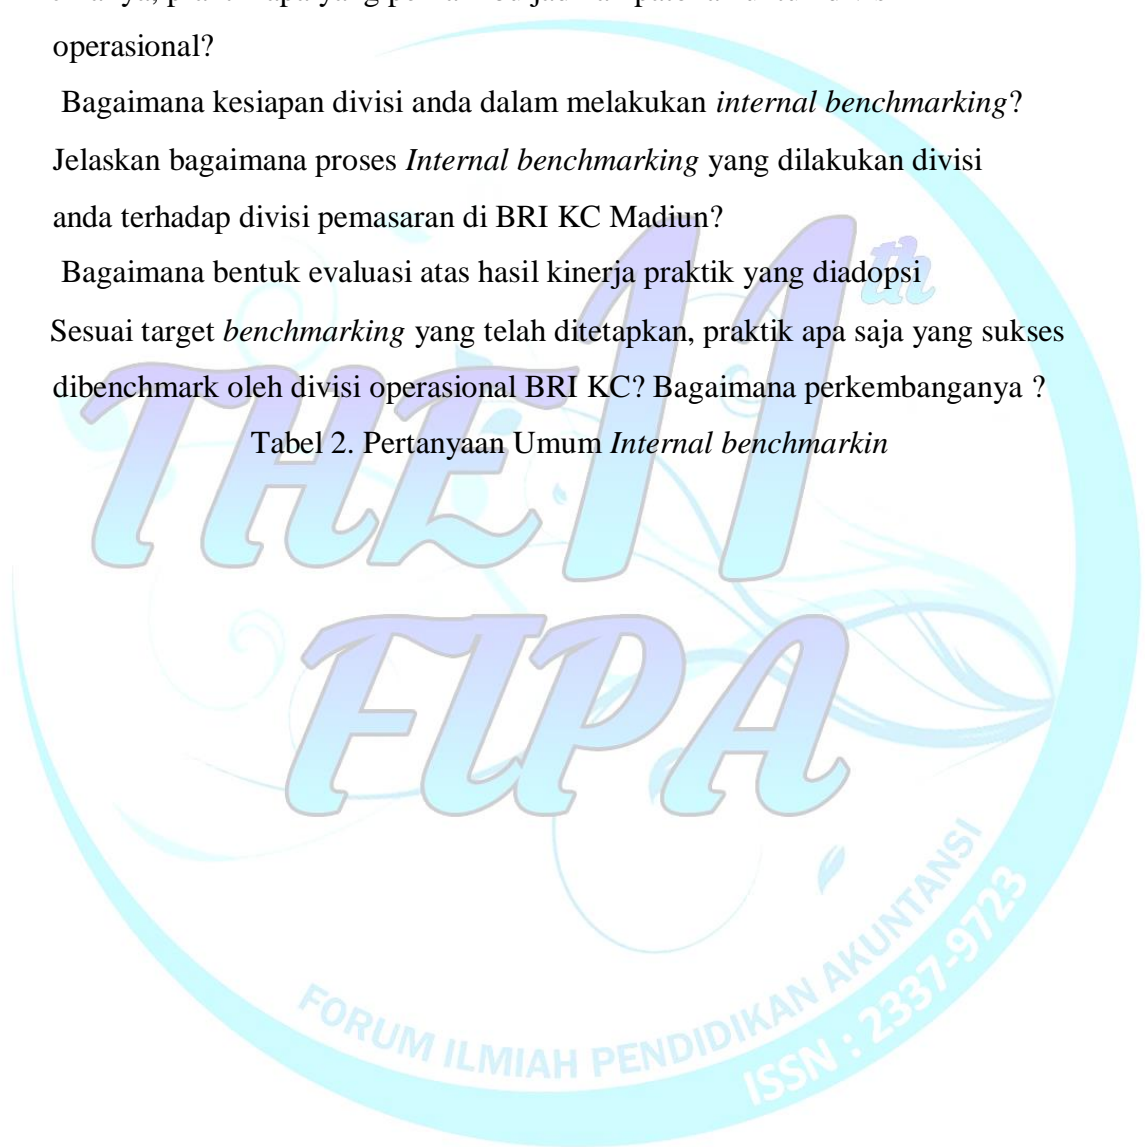 operasional?
Bagaimana kesiapan divisi anda dalam melakukan internal benchmarking?
Jelaskan bagaimana proses Internal benchmarking yang dilakukan divisi
anda terhadap divisi pemasaran di BRI KC Madiun?
Bagaimana bentuk evaluasi atas hasil kinerja praktik yang diadopsi
Sesuai target benchmarking yang telah ditetapkan, praktik apa saja yang sukses
dibenchmark oleh divisi operasional BRI KC? Bagaimana perkembanganya ?
Tabel 2. Pertanyaan Umum Internal benchmarkin
THE 11th
FIPA
FORUM ILMIAH PENDIDIKAN AKUNTANSI
ISSN : 2337-9723